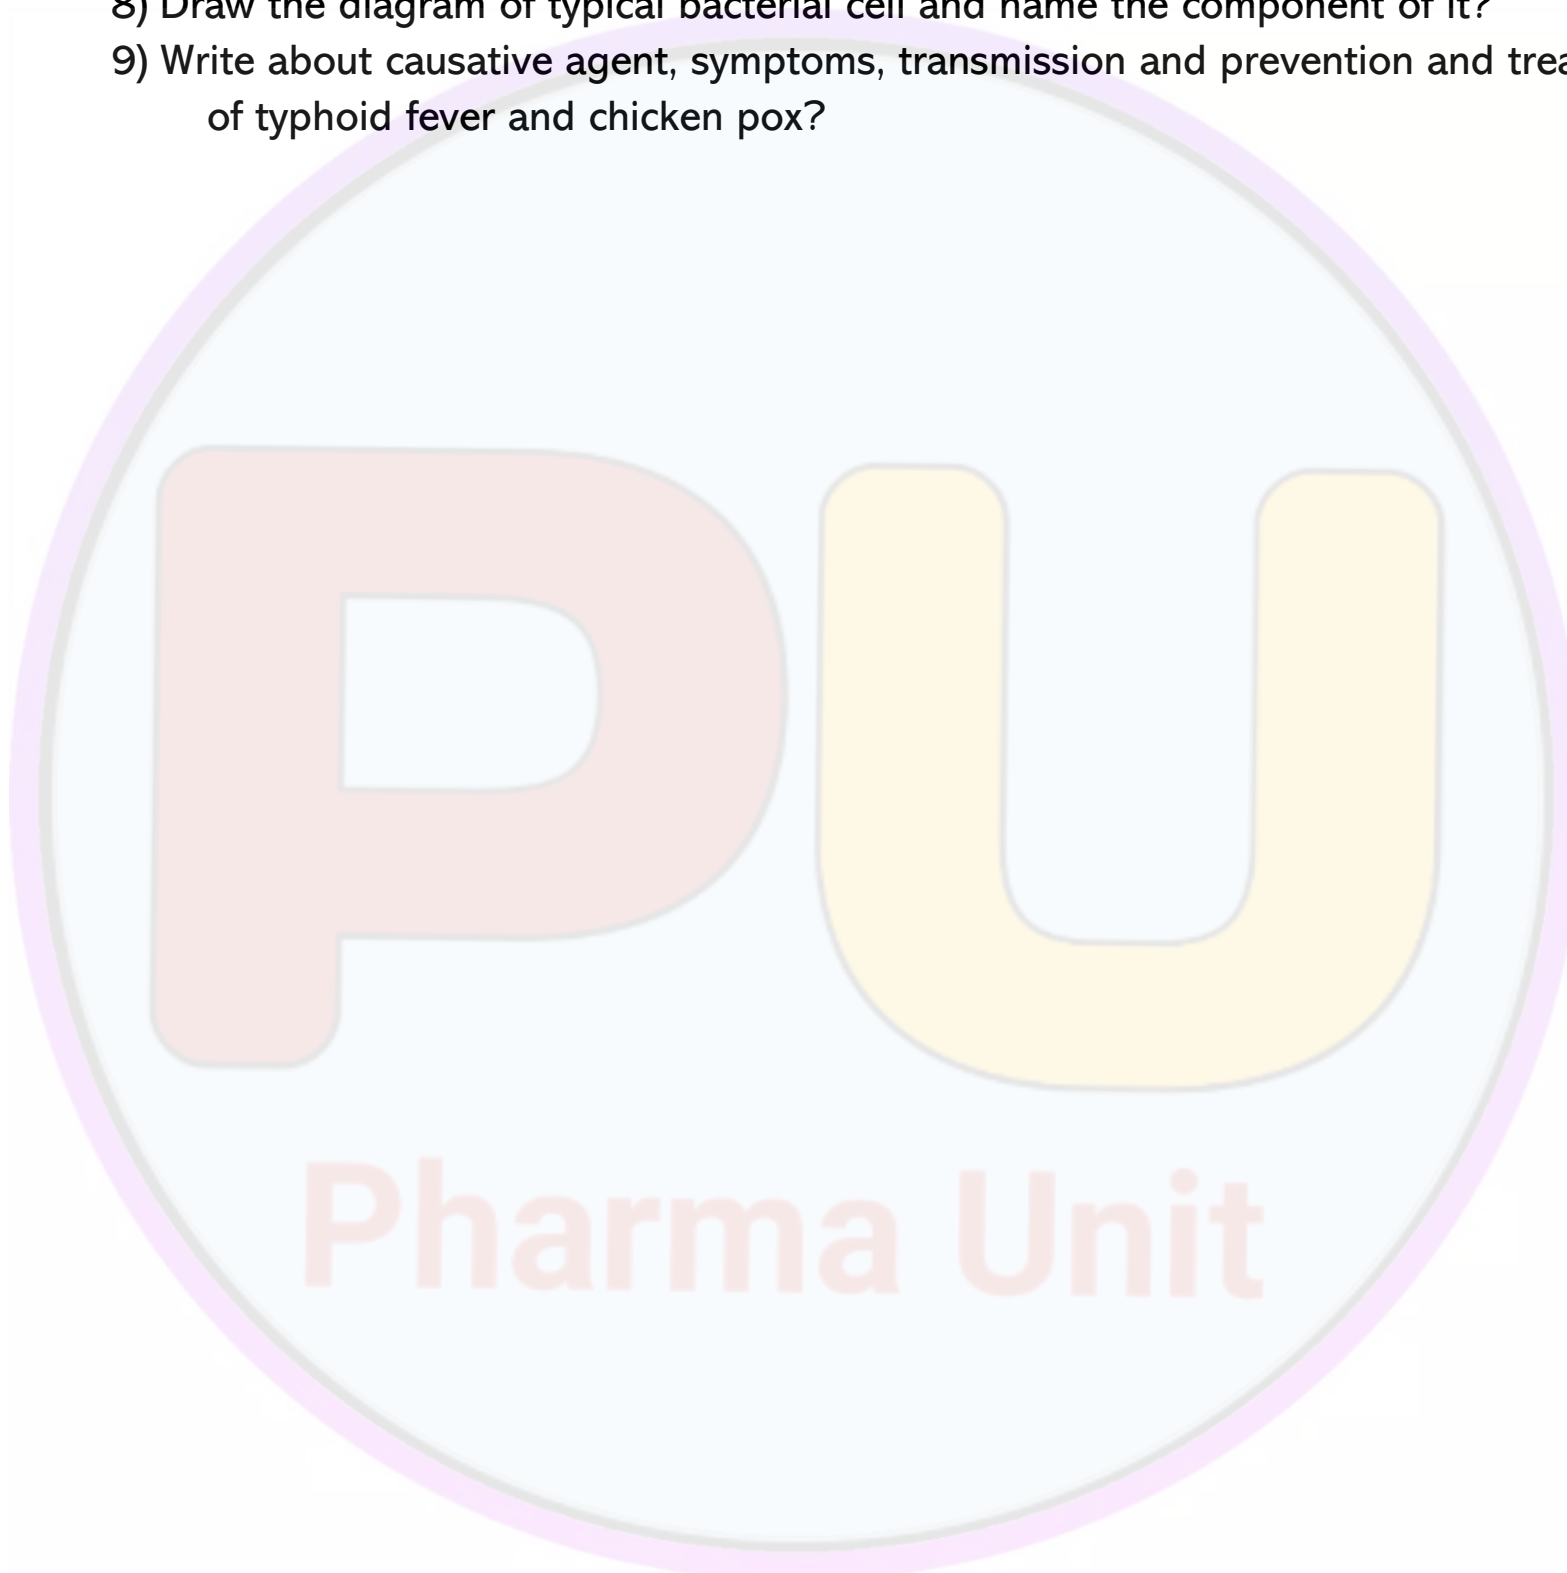 8) Draw the diagram of typical bacterial cell and name the component of it?
9) Write about causative agent, symptoms, transmission and prevention and
of typhoid fever and chicken pox?
PU
Pharma Unit